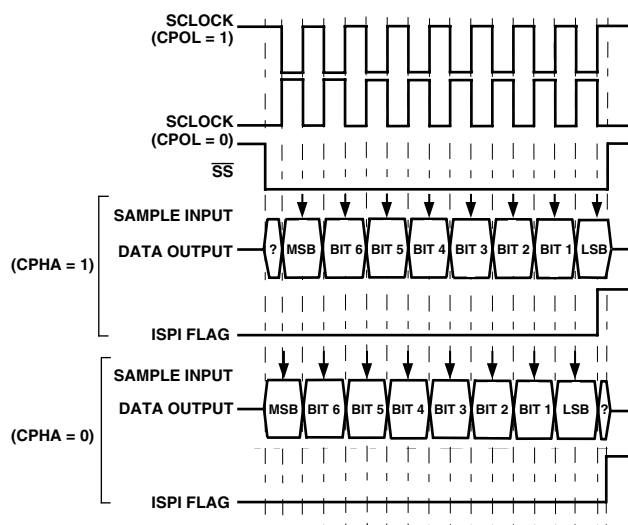 SCLOCK
(CPOL = 1)
SCLOCK
(CPOL = 0)
SS
SAMPLE INPUT
(CPHA = 1)
DATA OUTPUT
? MSB BIT 6 BIT 5 BIT 4 BIT 3 BIT 2 BIT 1 LSB
ISPI FLAG
SAMPLE INPUT
(CPHA = 0)
DATA OUTPUT
MSB BIT 6 BIT 5 BIT 4 BIT 3 BIT 2 BIT 1 LSB ?
ISPI FLAG